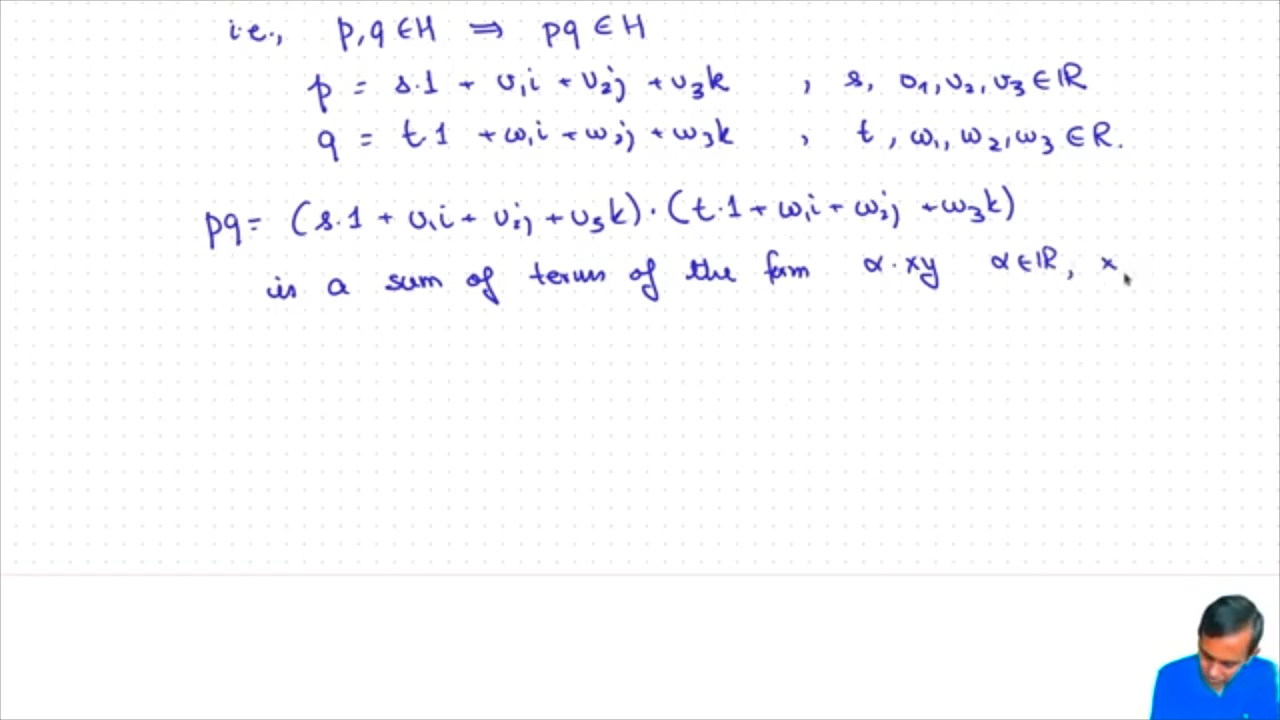 i.e., p,q ∈ H ⇒ pq ∈ H
p = s.1 + v₁i + v₂j + v₃k , s, v₁, v₂, v₃ ∈ ℝ
q = t.1 + ω₁i + ω₂j + ω₃k , t, ω₁, ω₂, ω₃ ∈ R.
pq = (s.1 + v₁i + v₂j + v₃k).(t.1 + ω₁i + ω₂j + ω₃k)
is a sum of terms of the form α.xy α ∈ ℝ, x